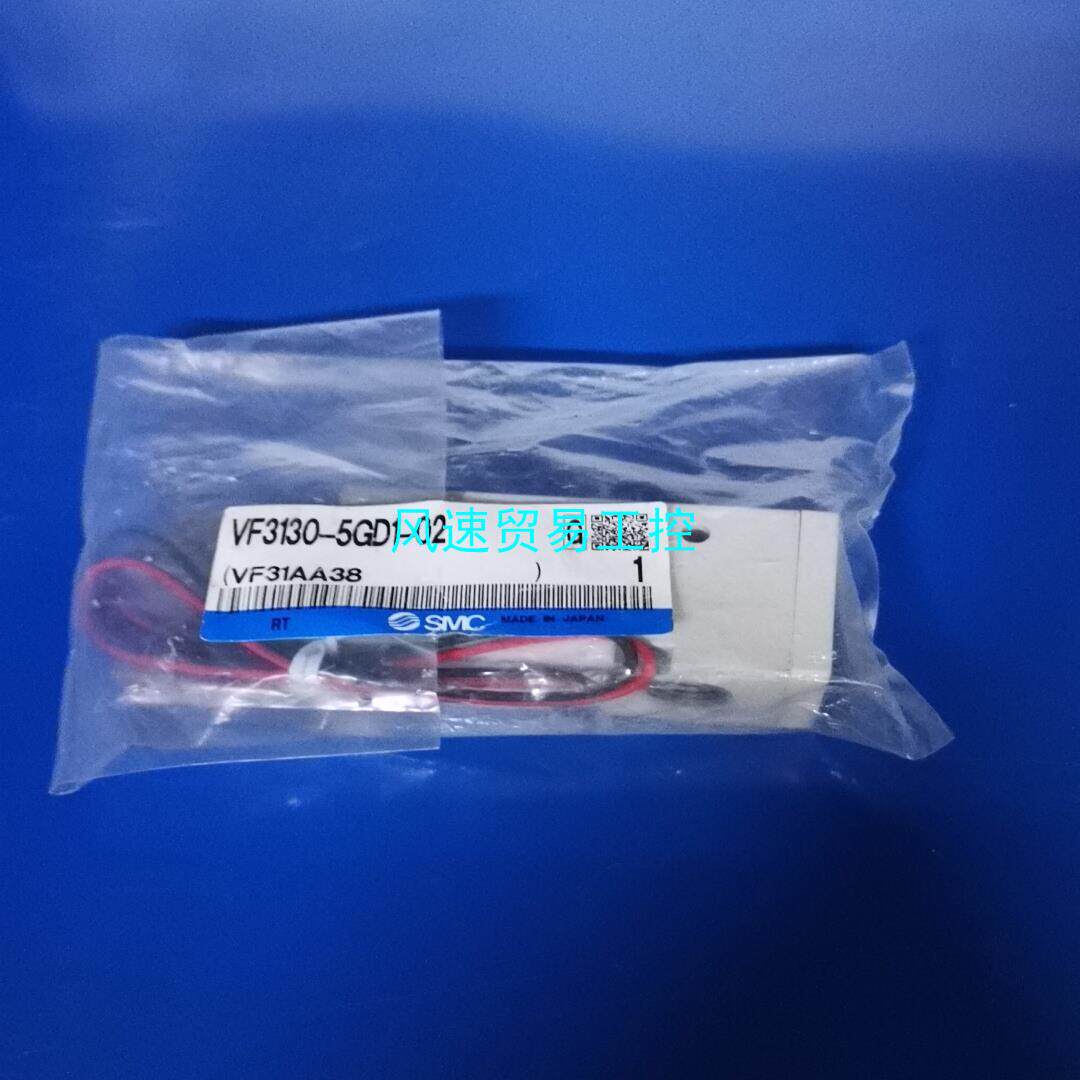 VF3130-5GD1-02 G
风速贸易工控
(VF31AA38 ) 1
RT SMC MADE IN JAPAN